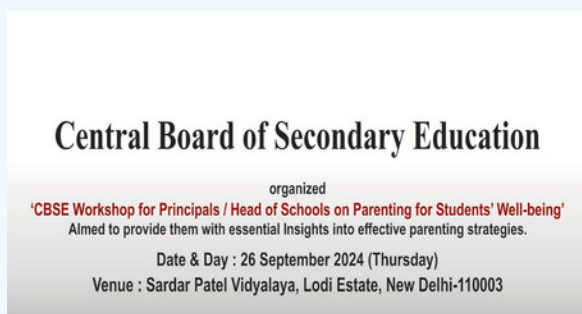 Central Board of Secondary Education
organized
‘CBSE Workshop for Principals / Head of Schools on Parenting for Students’ Well-being’
Almed to provide them with essential Insights into effective parenting strategies.
Date & Day : 26 September 2024 (Thursday)
Venue : Sardar Patel Vidyalaya, Lodi Estate, New Delhi-110003